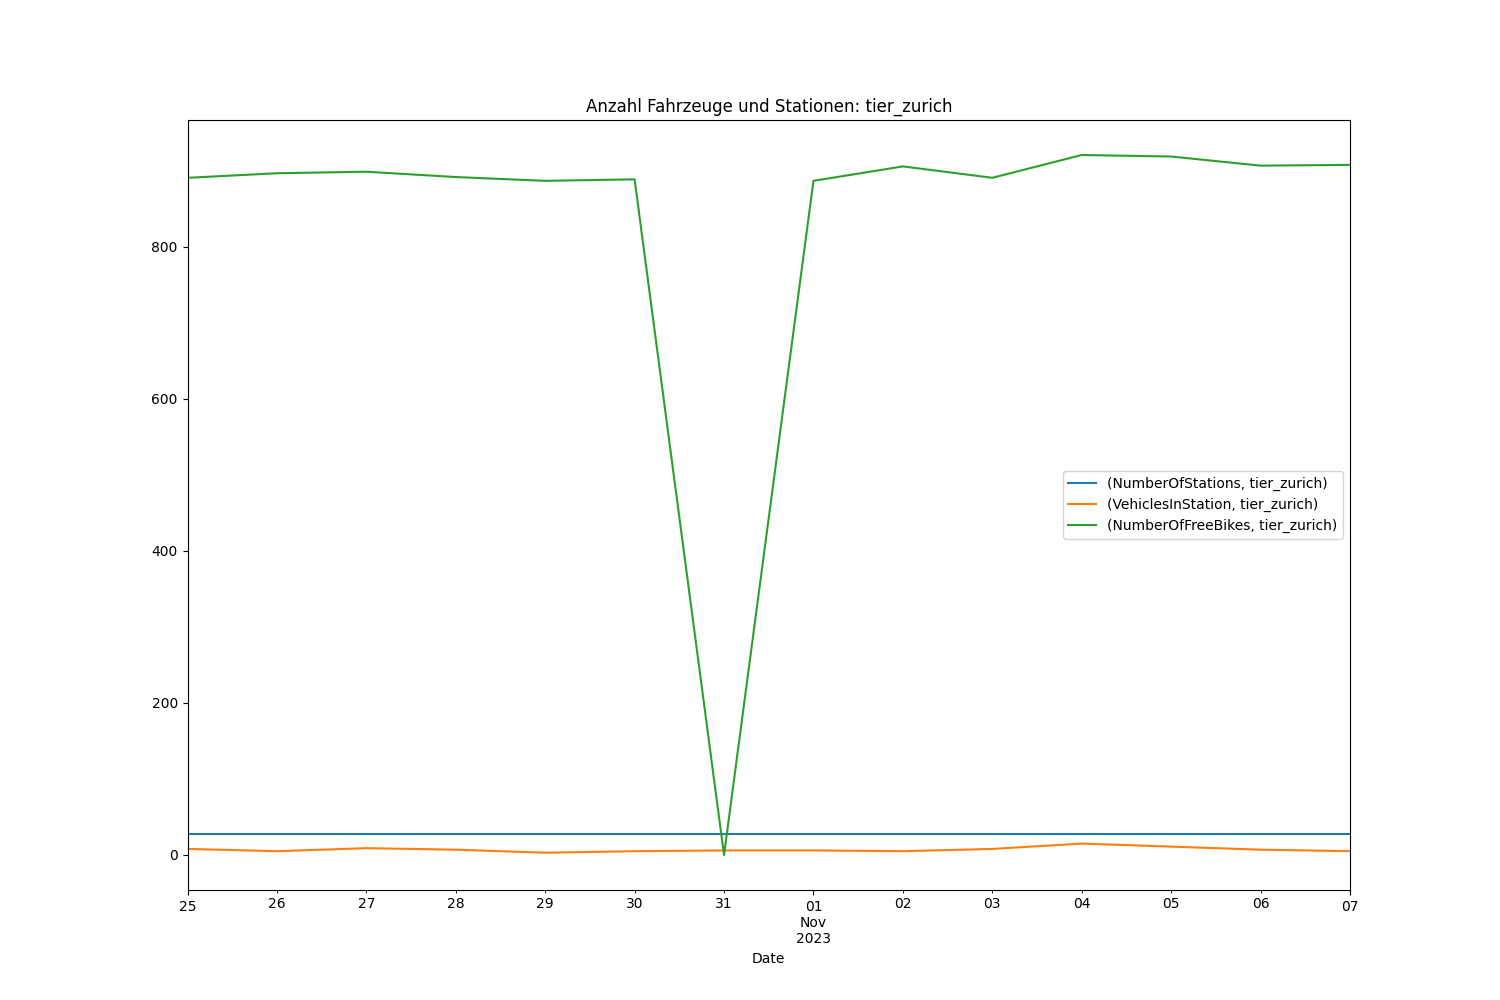 Anzahl Fahrzeuge und Stationen: tier_zurich
800
600
400
200
0
(NumberOfStations, tier_zurich)
(VehiclesInStation, tier_zurich)
(NumberOfFreeBikes, tier_zurich)
25 26 27 28 29 30 31 01 02 03 04 05 06 07
Nov
2023
Date